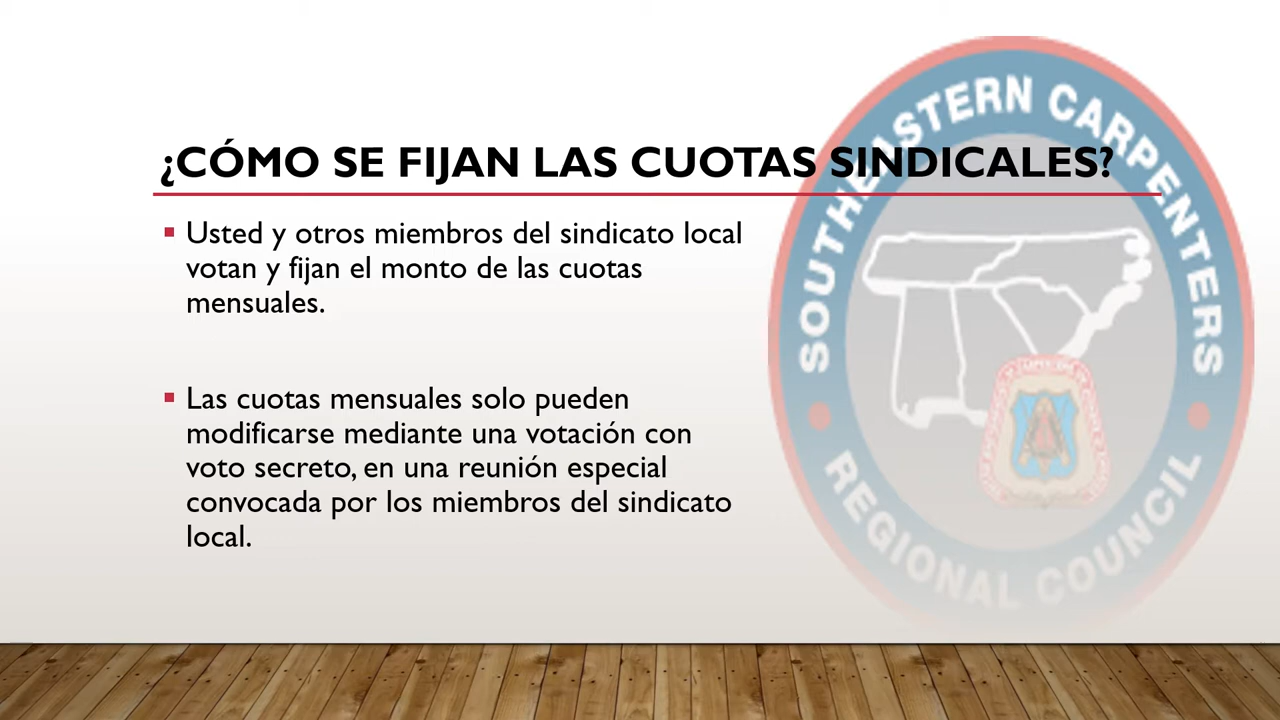 ¿CÓMO SE FIJAN LAS CUOTAS SINDICALES?
Usted y otros miembros del sindicato local
votan y fijan el monto de las cuotas
mensuales.
Las cuotas mensuales solo pueden
modificarse mediante una votación con
voto secreto, en una reunión especial
convocada por los miembros del sindicato
local.
SOUTHEASTERN CARPENTERS
REGIONAL COUNCIL